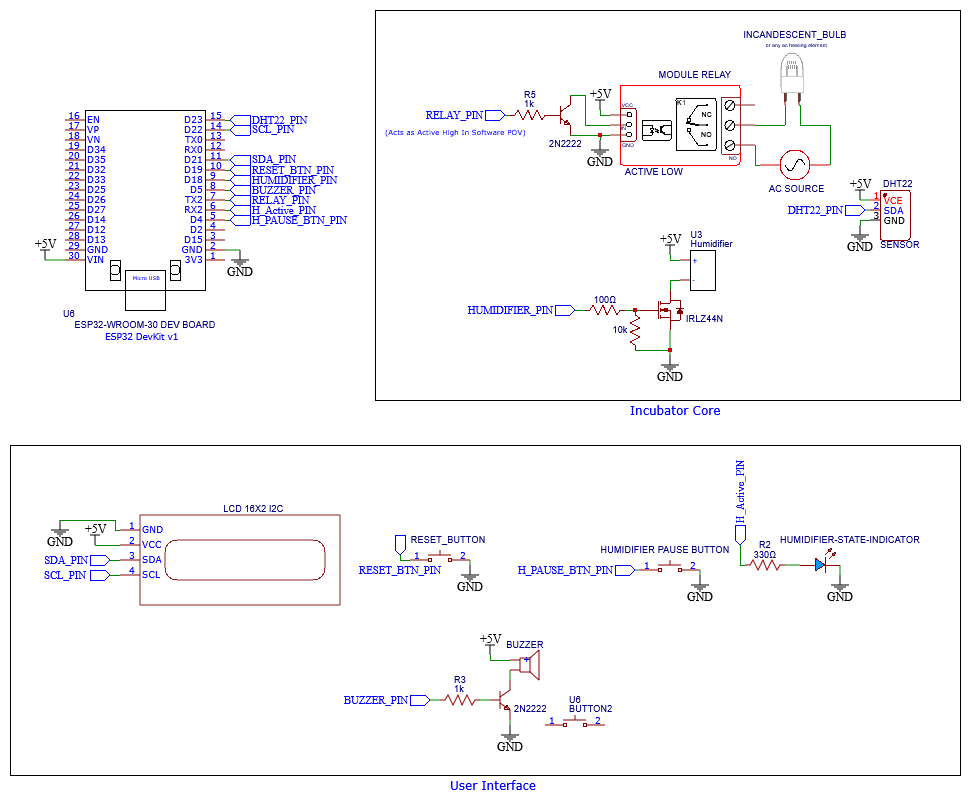 INCANDESCENT_BULB
or any ac heating element
MODULE RELAY
+5V
R5
1k
RELAY_PIN
(Acts as Active High In Software POV)
2N2222
GND
VCC
IN
GND
K1
NC
NO
NO
ACTIVE LOW
AC SOURCE
+5V
DHT22
DHT22_PIN
1 VCE
2 SDA
3 GND
GND
SENSOR
+5V
U3
Humidifier
+
-
HUMIDIFIER_PIN
100Ω
10k
IRLZ44N
GND
Incubator Core
16 EN
17 VP
18 VN
19 D34
20 D35
21 D32
22 D33
23 D25
24 D26
25 D27
26 D14
27 D12
28 D13
29 GND
30 VIN
+5V
D23 15 DHT22_PIN
D22 14 SCL_PIN
TX0 13
RX0 12
D21 11 SDA_PIN
D19 10 RESET_BTN_PIN
D18 9 HUMIDIFIER_PIN
D5 8 BUZZER_PIN
TX2 7 RELAY_PIN
RX2 6 H_Active_PIN
D4 5 H_PAUSE_BTN_PIN
D2 4
D15 3
GND 2
3V3 1
GND
Micro USB
U6
ESP32-WROOM-30 DEV BOARD
ESP32 DevKit v1
LCD 16X2 I2C
GND
+5V
1 GND
2 VCC
SDA_PIN 3 SDA
SCL_PIN 4 SCL
RESET_BUTTON
1 2
RESET_BTN_PIN
GND
HUMIDIFIER PAUSE BUTTON
H_PAUSE_BTN_PIN
1 2
GND
H_Active_PIN
R2
330Ω
HUMIDIFIER-STATE-INDICATOR
GND
+5V
BUZZER
+
R3
1k
BUZZER_PIN
2N2222
GND
U6
BUTTON2
1 2
User Interface